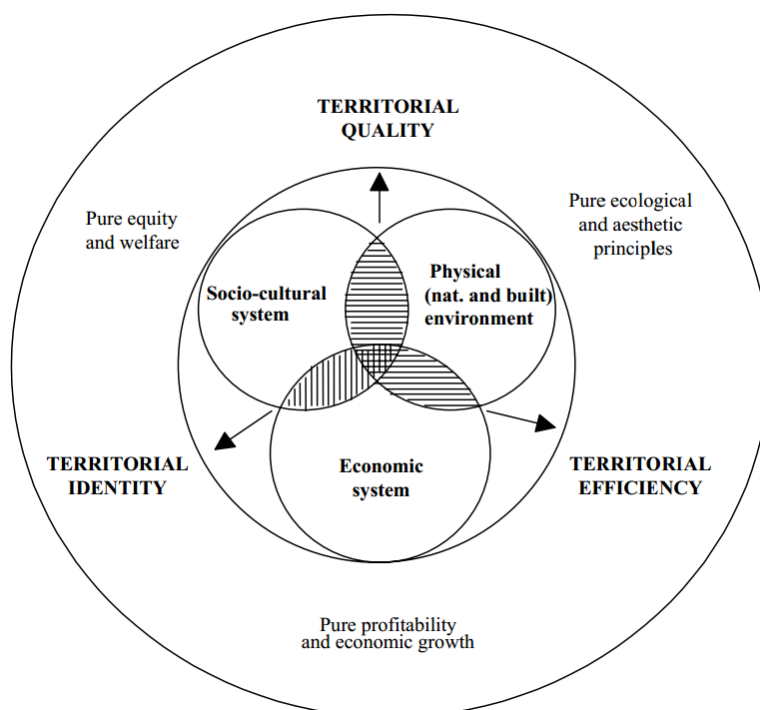 TERRITORIAL
QUALITY
Pure equity
and welfare
Pure ecological
and aesthetic
principles
Socio-cultural
system
Physical
(nat. and built)
environment
TERRITORIAL
IDENTITY
Economic
system
TERRITORIAL
EFFICIENCY
Pure profitability
and economic growth